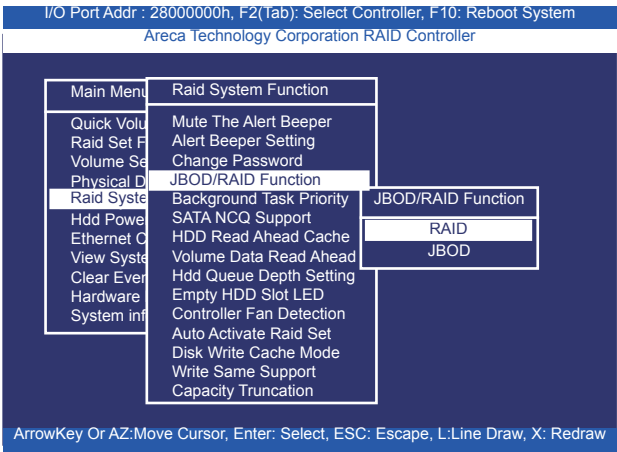 I/O Port Addr : 28000000h, F2(Tab): Select Controller, F10: Reboot System
Areca Technology Corporation RAID Controller
Main Menu
Quick Volu
Raid Set F
Volume Se
Physical D
Raid Syste
Hdd Powe
Ethernet C
View Syste
Clear Ever
Hardware
System inf
Raid System Function
Mute The Alert Beeper
Alert Beeper Setting
Change Password
JBOD/RAID Function
Background Task Priority
SATA NCQ Support
HDD Read Ahead Cache
Volume Data Read Ahead
Hdd Queue Depth Setting
Empty HDD Slot LED
Controller Fan Detection
Auto Activate Raid Set
Disk Write Cache Mode
Write Same Support
Capacity Truncation
JBOD/RAID Function
RAID
JBOD
ArrowKey Or AZ:Move Cursor, Enter: Select, ESC: Escape, L:Line Draw, X: Redraw